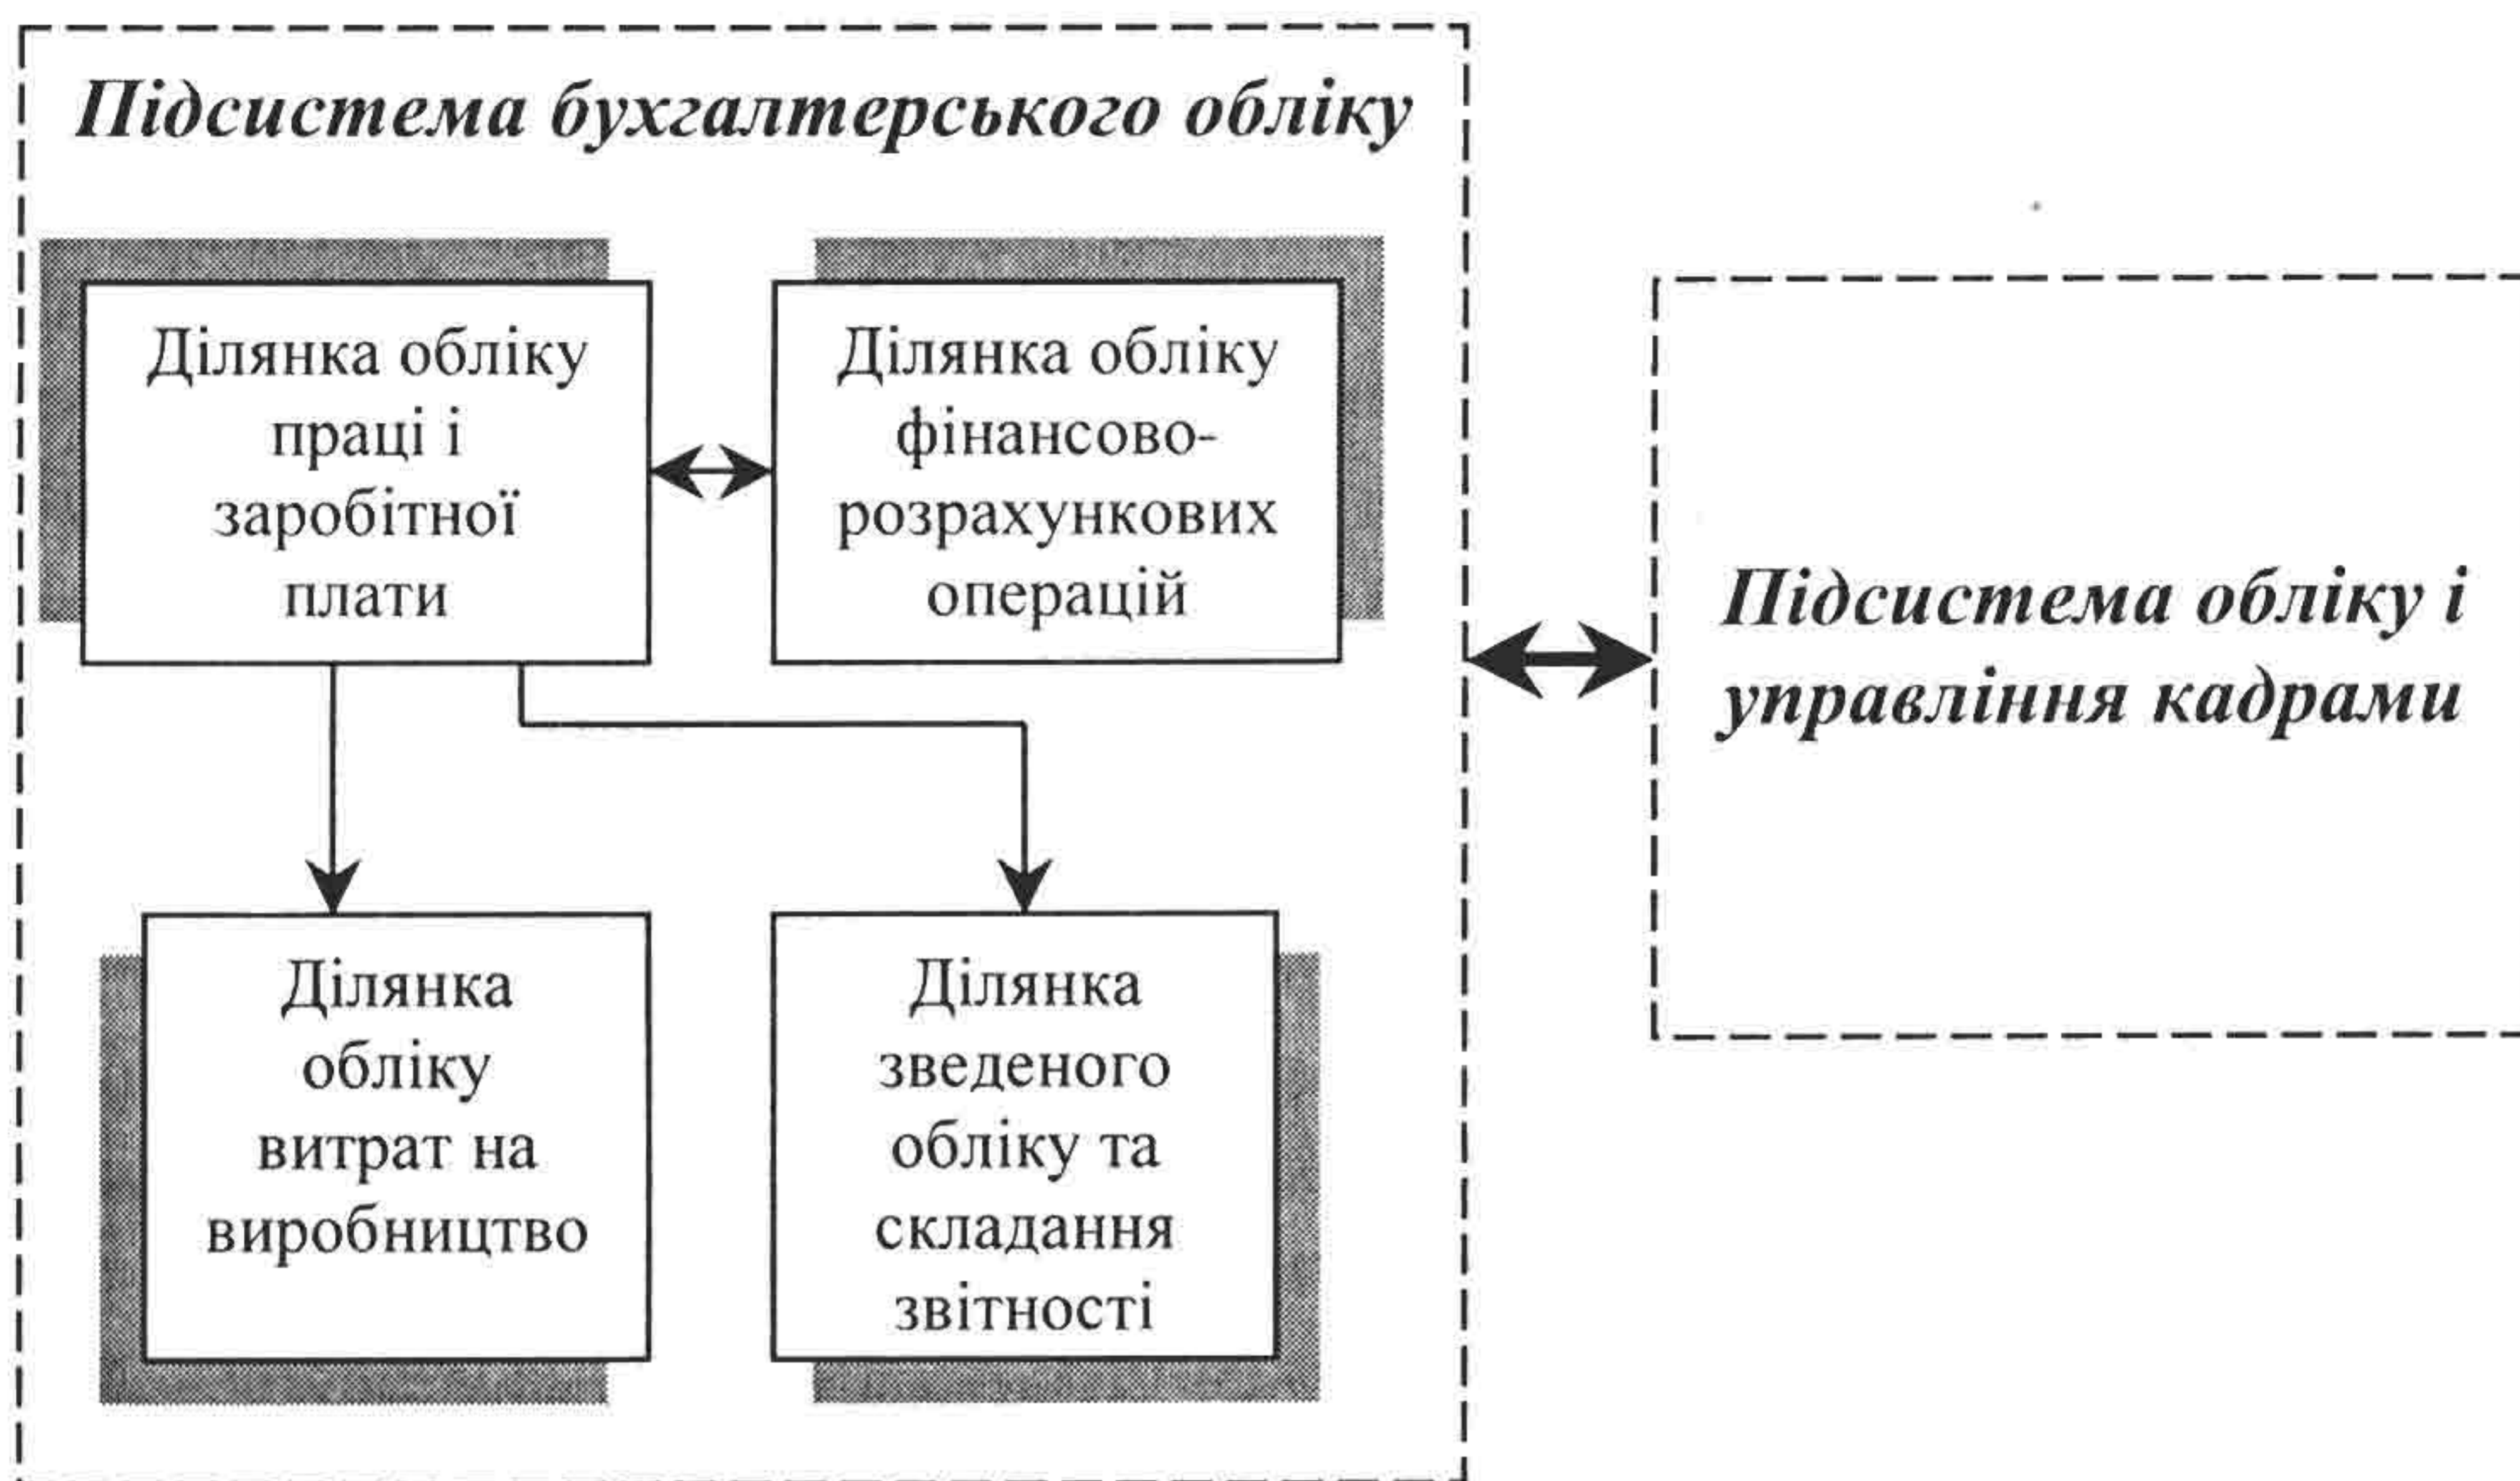 Підсистема бухгалтерського обліку
Ділянка обліку
праці і
заробітної
плати
Ділянка обліку
фінансово-
розрахункових
операцій
Підсистема обліку і
управління кадрами
Ділянка
обліку
витрат на
виробництво
Ділянка
зведеного
обліку та
складання
звітності